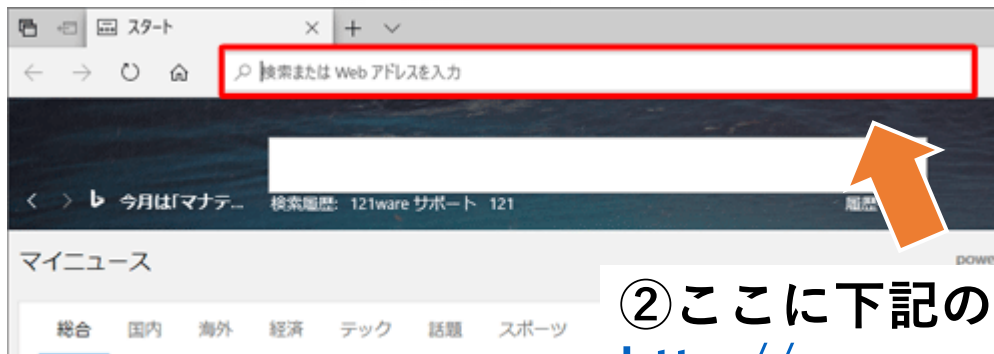 スタート
検索または Web アドレスを入力
今月は「マナテ...
検索履歴: 121ware サポート 121
履歴
マイニュース
powe
総合 国内 海外 経済 テック 話題 スポーツ
②ここに下記の